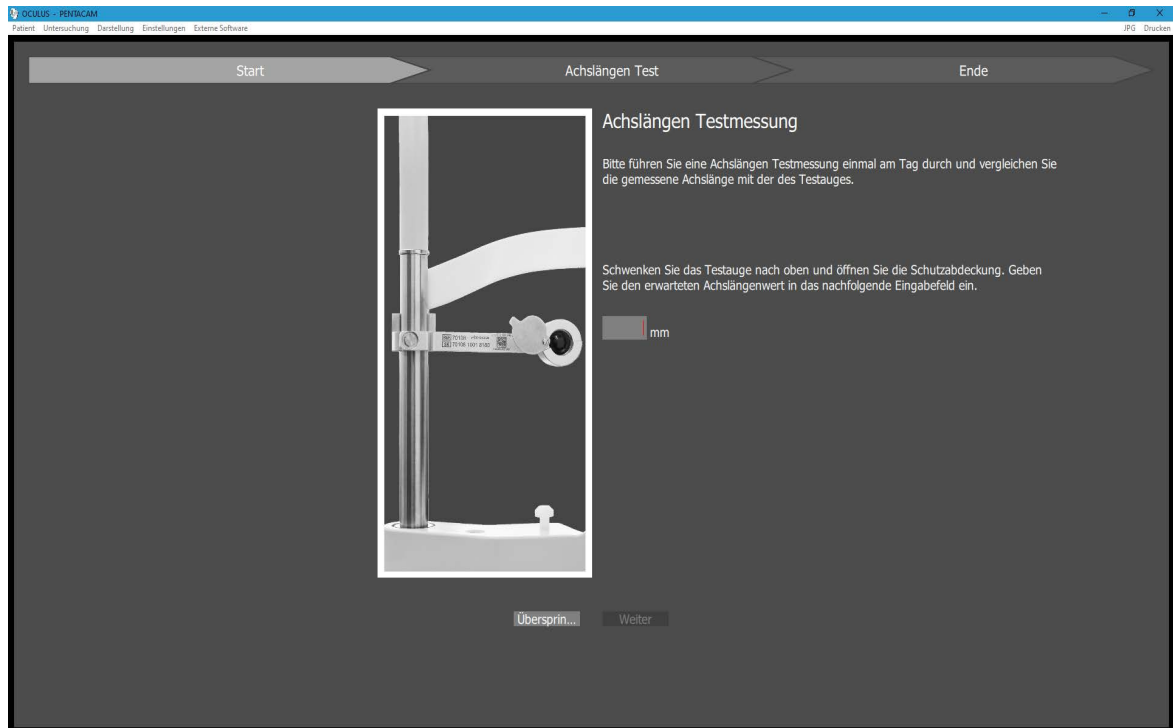 OCULUS - PENTACAM
Patient Untersuchung Darstellung Einstellungen Externe Software JPG Drucken
Start Achslängen Test Ende
Achslängen Testmessung
Bitte führen Sie eine Achslängen Testmessung einmal am Tag durch und vergleichen Sie
die gemessene Achslänge mit der des Testauges.
Schwenken Sie das Testauge nach oben und öffnen Sie die Schutzabdeckung. Geben
Sie den erwarteten Achslängenwert in das nachfolgende Eingabefeld ein.
mm
Übersprin... Weiter